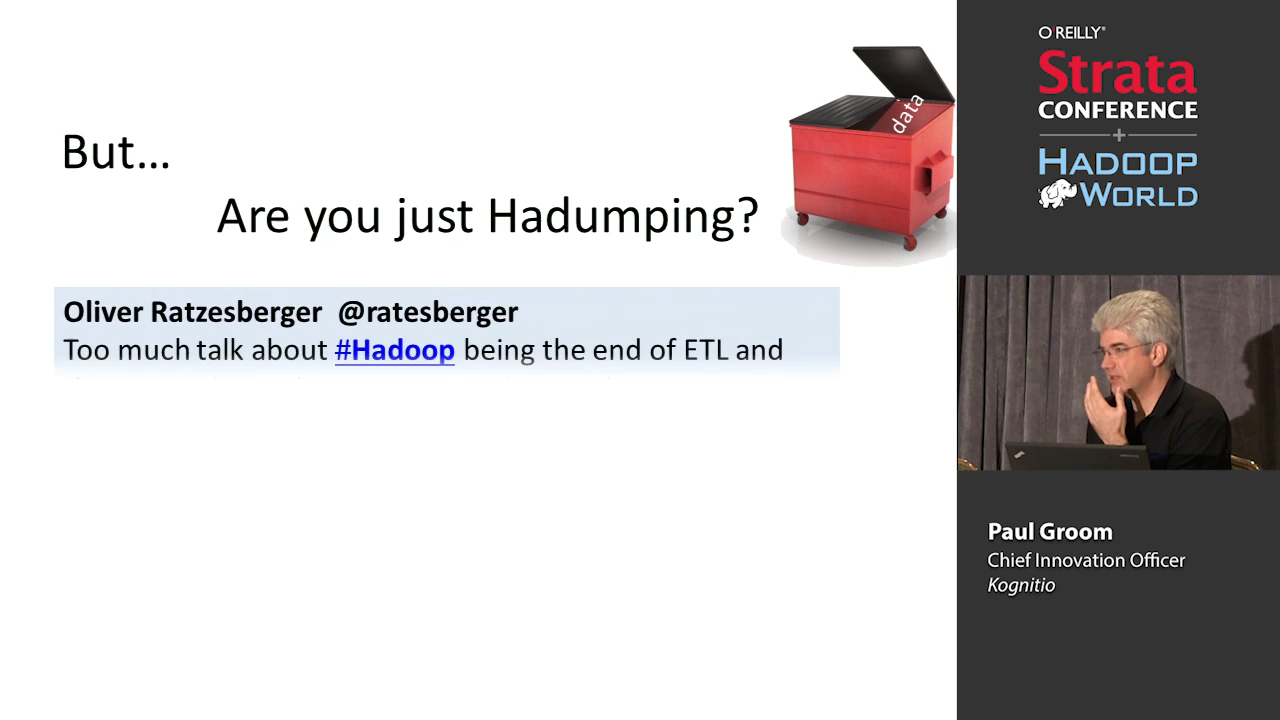 But...
Are you just Hadumping?
data
Oliver Ratzesberger @ratesberger
Too much talk about #Hadoop being the end of ETL and
O'REILLY®
Strata
CONFERENCE
+
HADOOP
WORLD
Paul Groom
Chief Innovation Officer
Kognitio